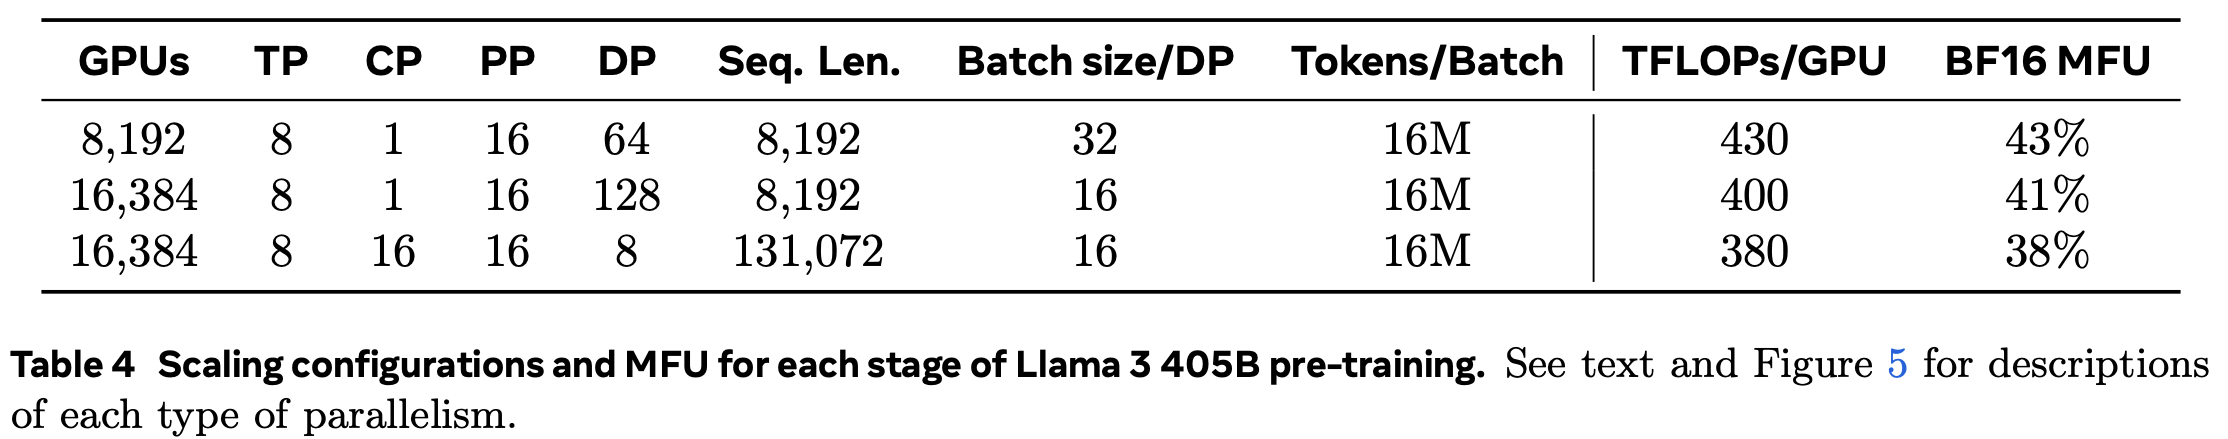 GPUs TP CP PP DP Seq. Len. Batch size/DP Tokens/Batch TFLOPs/GPU BF16 MFU
8,192 8 1 16 64 8,192 32 16M 430 43%
16,384 8 1 16 128 8,192 16 16M 400 41%
16,384 8 16 16 8 131,072 16 16M 380 38%
Table 4 Scaling configurations and MFU for each stage of Llama 3 405B pre-training. See text and Figure 5 for descriptions
of each type of parallelism.